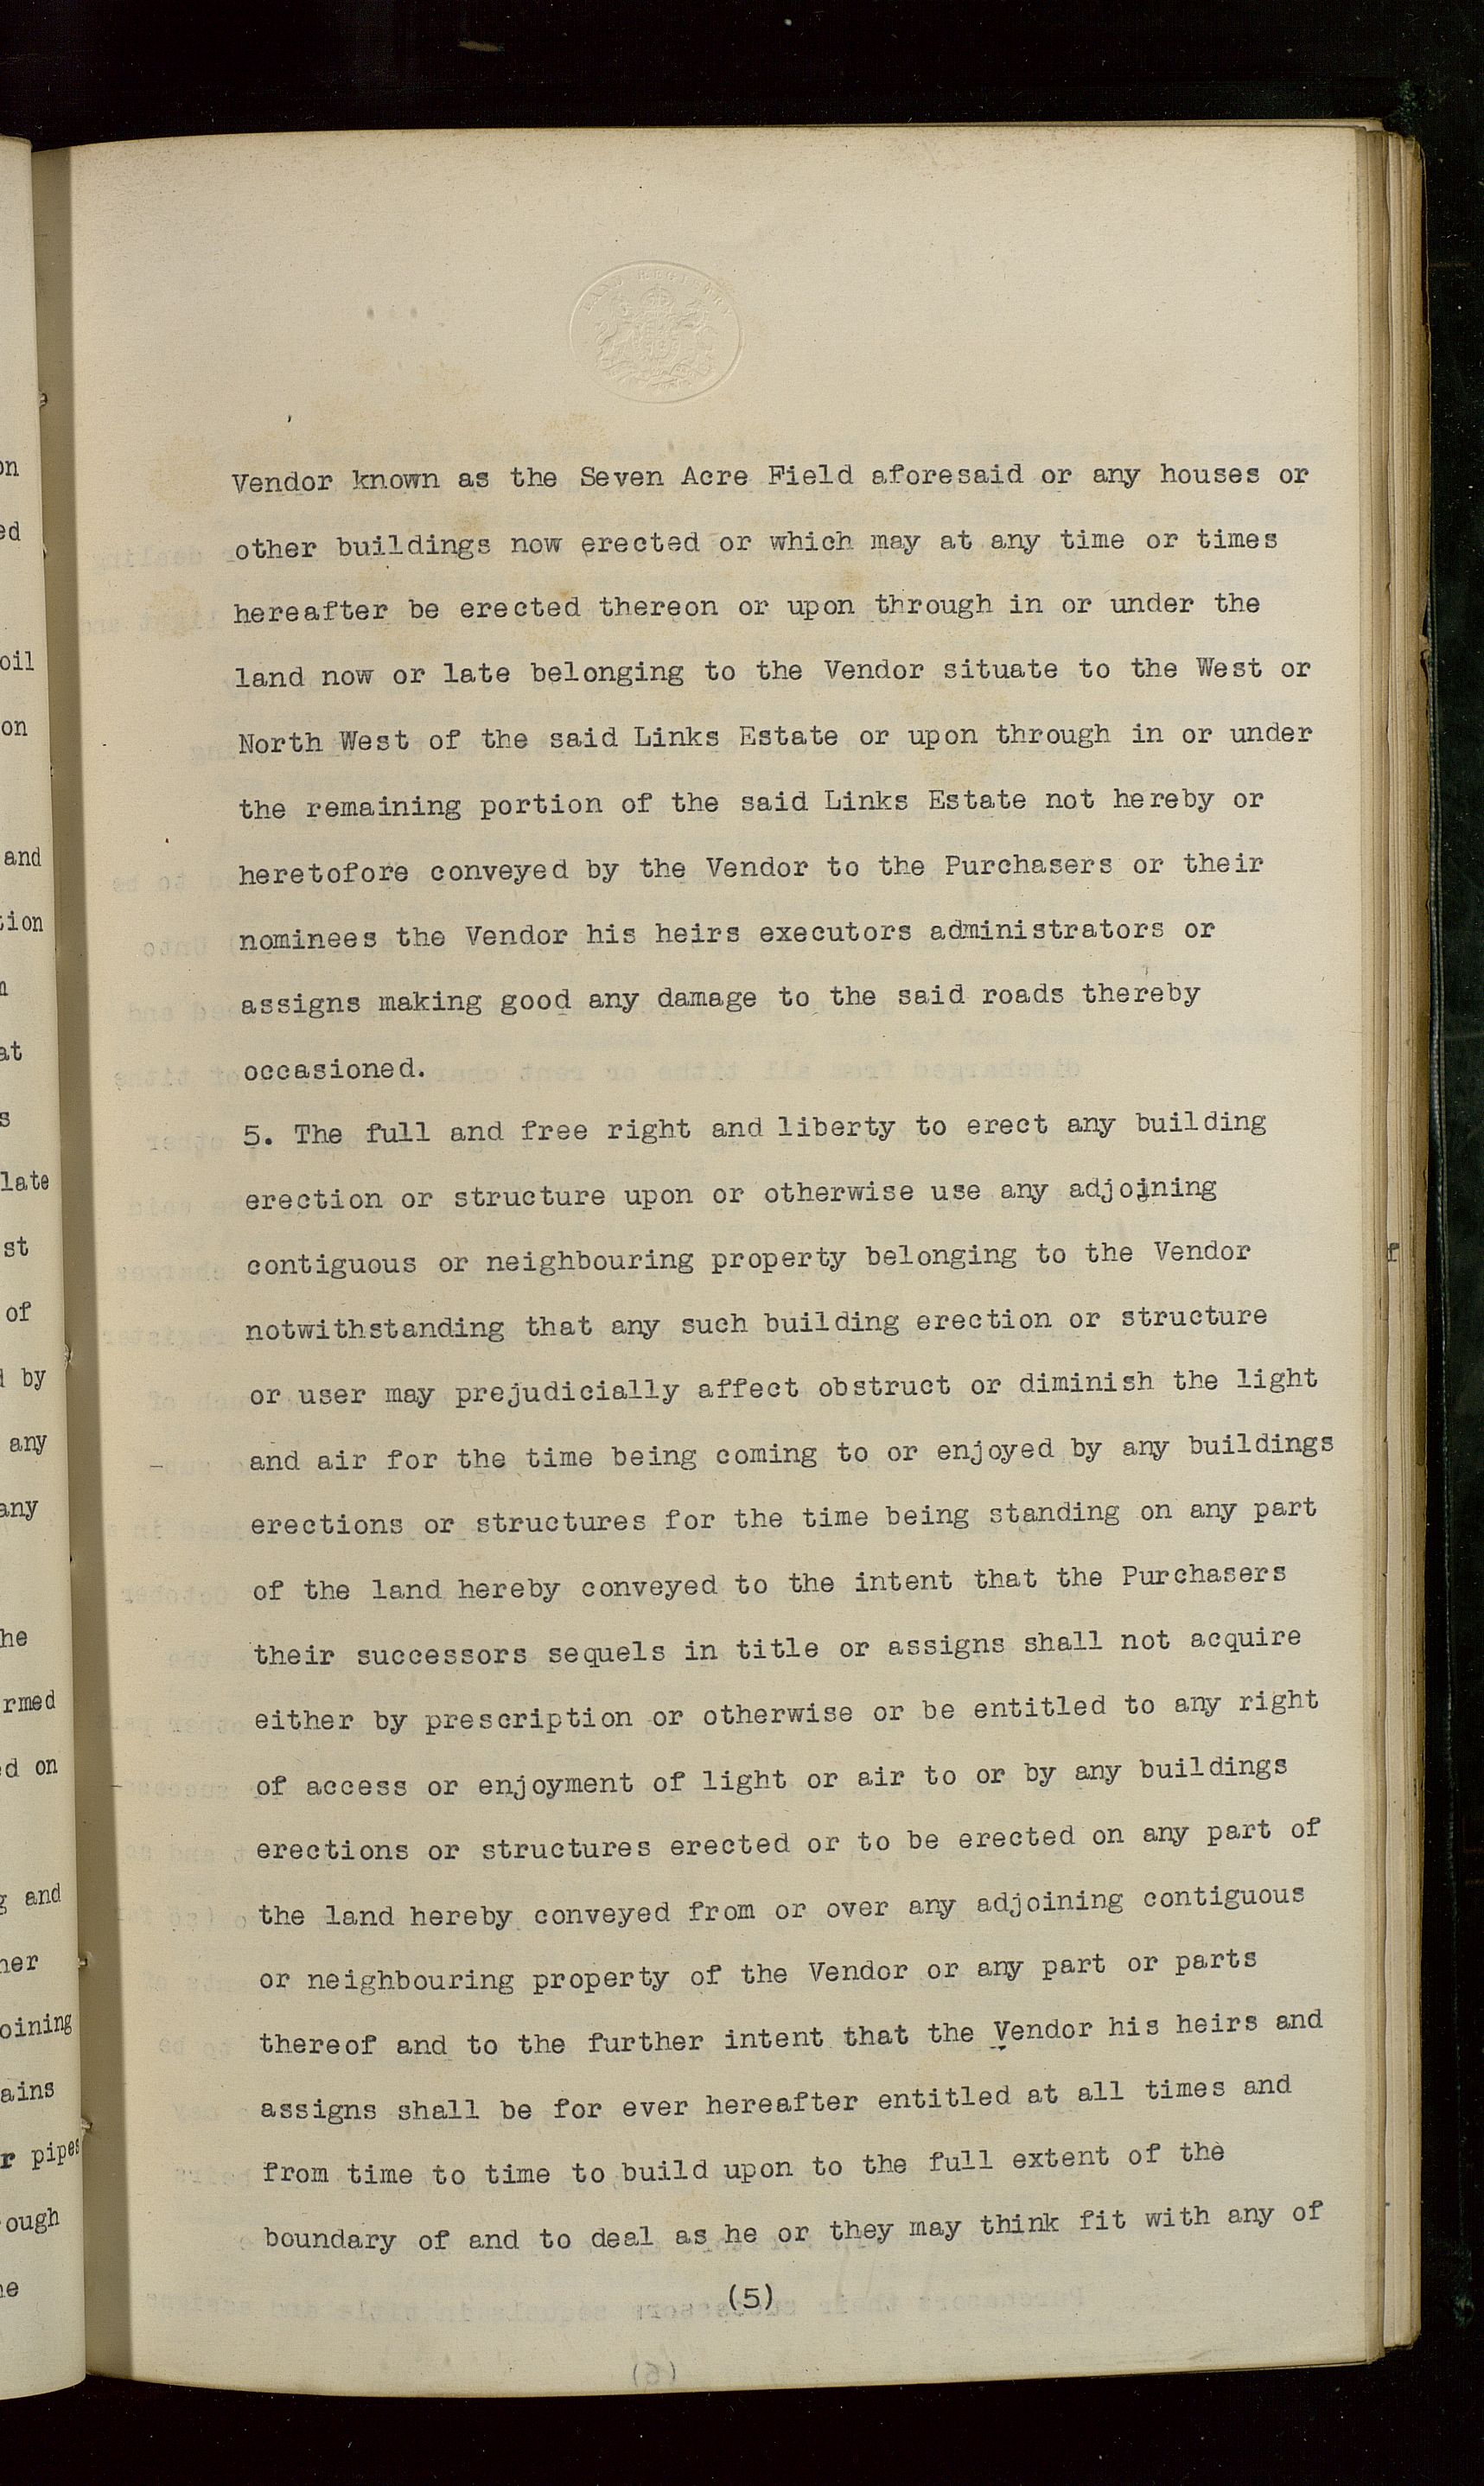 LAND REGISTRY
Vendor known as the Seven Acre Field aforesaid or any houses or
other buildings now erected or which may at any time or times
hereafter be erected thereon or upon through in or under the
land now or late belonging to the Vendor situate to the West or
North West of the said Links Estate or upon through in or under
the remaining portion of the said Links Estate not hereby or
heretofore conveyed by the Vendor to the Purchasers or their
nominees the Vendor his heirs executors administrators or
assigns making good any damage to the said roads thereby
occasioned.
5. The full and free right and liberty to erect any building
erection or structure upon or otherwise use any adjoining
contiguous or neighbouring property belonging to the Vendor
notwithstanding that any such building erection or structure
or user may prejudicially affect obstruct or diminish the light
and air for the time being coming to or enjoyed by any buildings
erections or structures for the time being standing on any part
of the land hereby conveyed to the intent that the Purchasers
their successors sequels in title or assigns shall not acquire
either by prescription or otherwise or be entitled to any right
of access or enjoyment of light or air to or by any buildings
erections or structures erected or to be erected on any part of
the land hereby conveyed from or over any adjoining contiguous
or neighbouring property of the Vendor or any part or parts
thereof and to the further intent that the Vendor his heirs and
assigns shall be for ever hereafter entitled at all times and
from time to time to build upon to the full extent of the
boundary of and to deal as he or they may think fit with any of
(5)